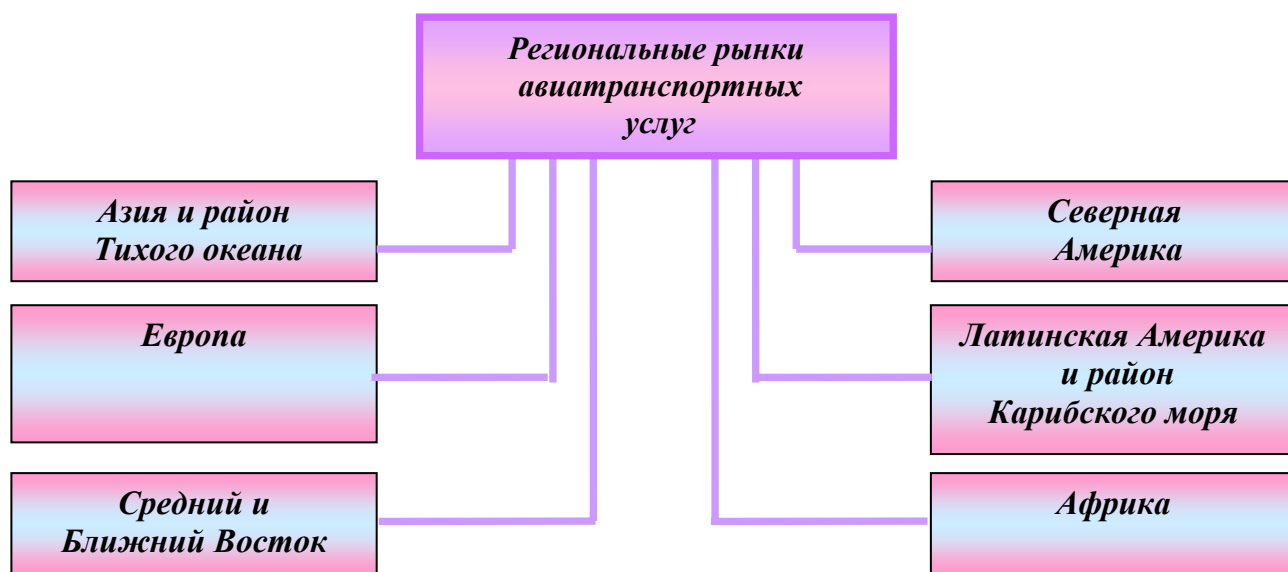 Региональные рынки
авиатранспортных
услуг
Азия и район
Тихого океана
Северная
Америка
Европа
Латинская Америка
и район
Карибского моря
Средний и
Ближний Восток
Африка